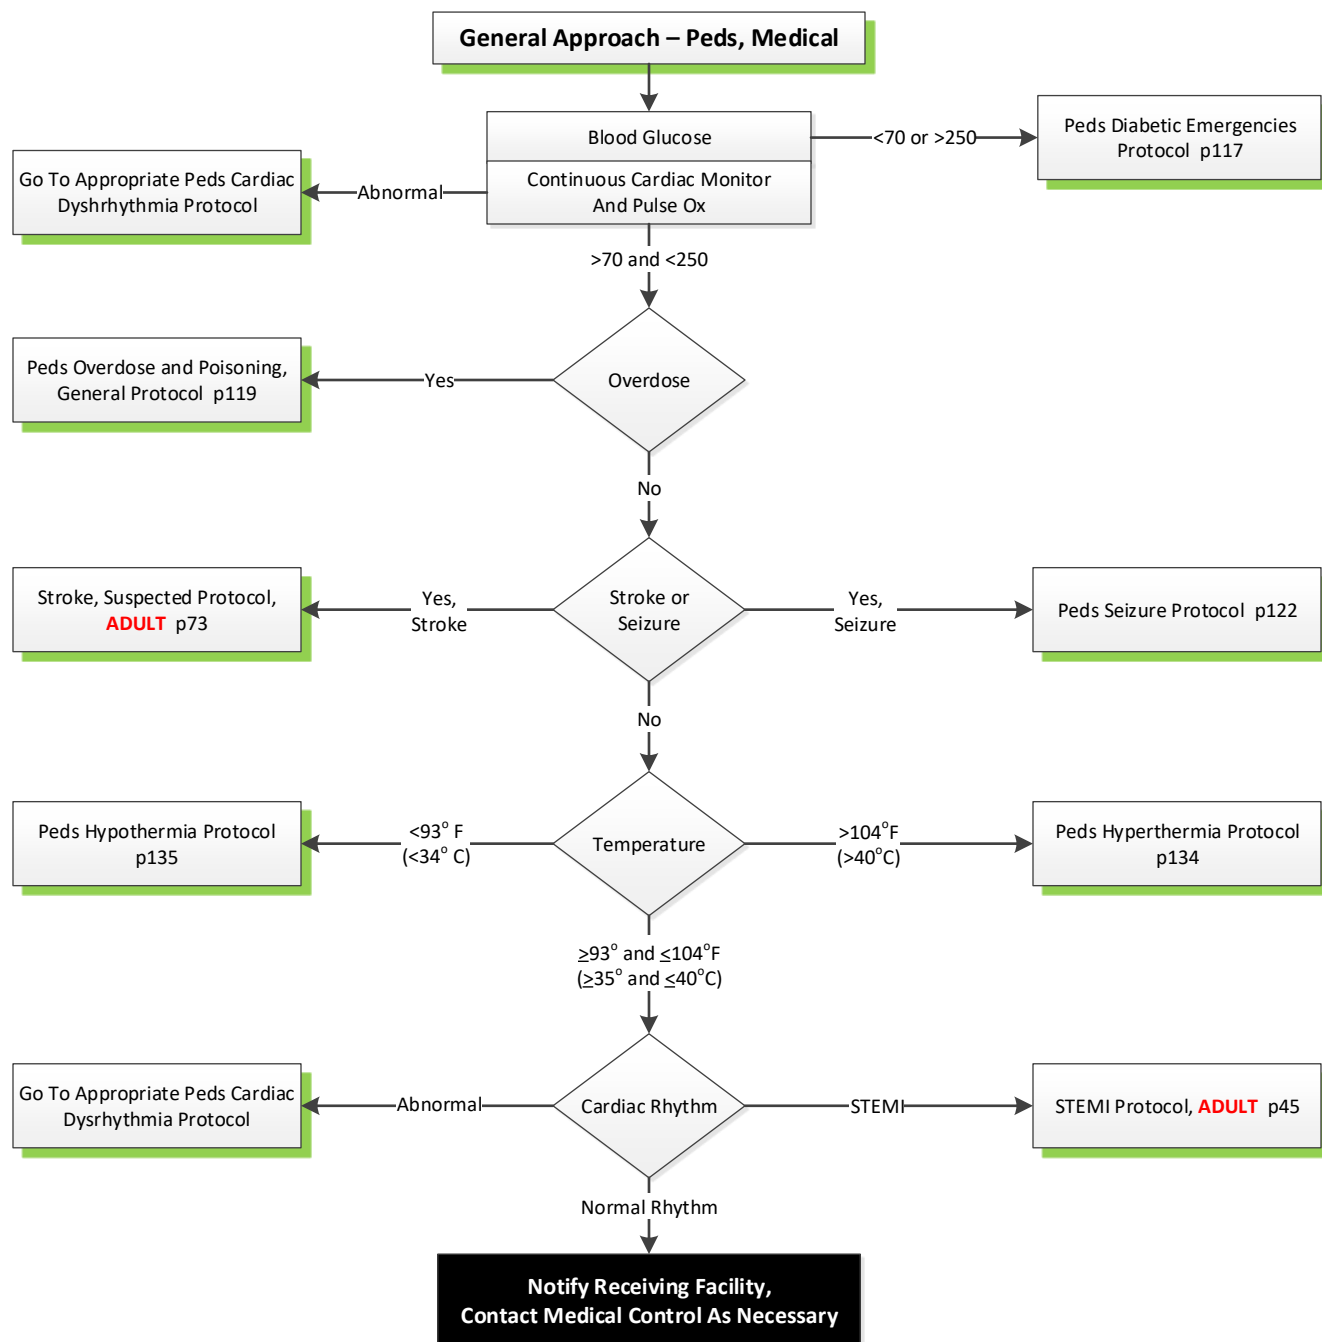 General Approach – Peds, Medical
Blood Glucose
<70 or >250
Peds Diabetic Emergencies
Protocol p117
Continuous Cardiac Monitor
And Pulse Ox
Abnormal
Go To Appropriate Peds Cardiac
Dyshrhythmia Protocol
>70 and <250
Overdose
Yes
Peds Overdose and Poisoning,
General Protocol p119
No
Stroke or
Seizure
Yes,
Stroke
Stroke, Suspected Protocol,
ADULT p73
Yes,
Seizure
Peds Seizure Protocol p122
No
Temperature
<93° F
(<34° C)
Peds Hypothermia Protocol
p135
>104°F
(>40°C)
Peds Hyperthermia Protocol
p134
≥93° and ≤104°F
(≥35° and ≤40°C)
Cardiac Rhythm
Abnormal
Go To Appropriate Peds Cardiac
Dysrhythmia Protocol
STEMI
STEMI Protocol, ADULT p45
Normal Rhythm
Notify Receiving Facility,
Contact Medical Control As Necessary